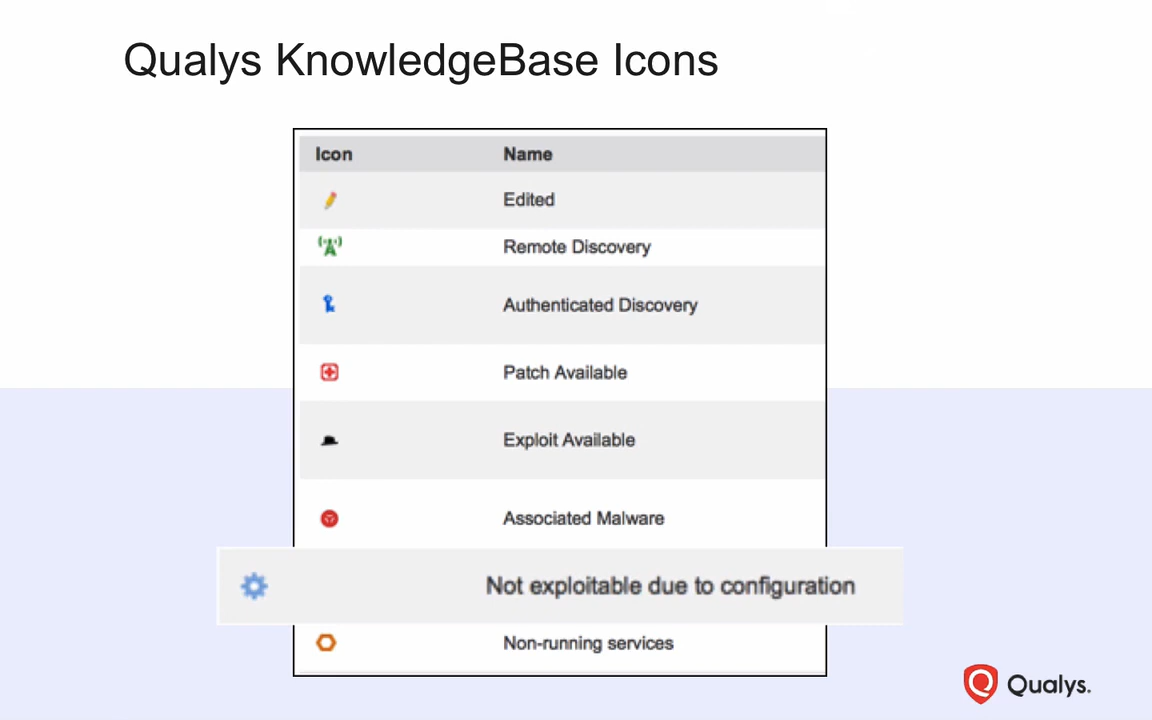 Qualys KnowledgeBase Icons
Icon Name
Edited
Remote Discovery
Authenticated Discovery
Patch Available
Exploit Available
Associated Malware
Not exploitable due to configuration
Non-running services
Qualys.